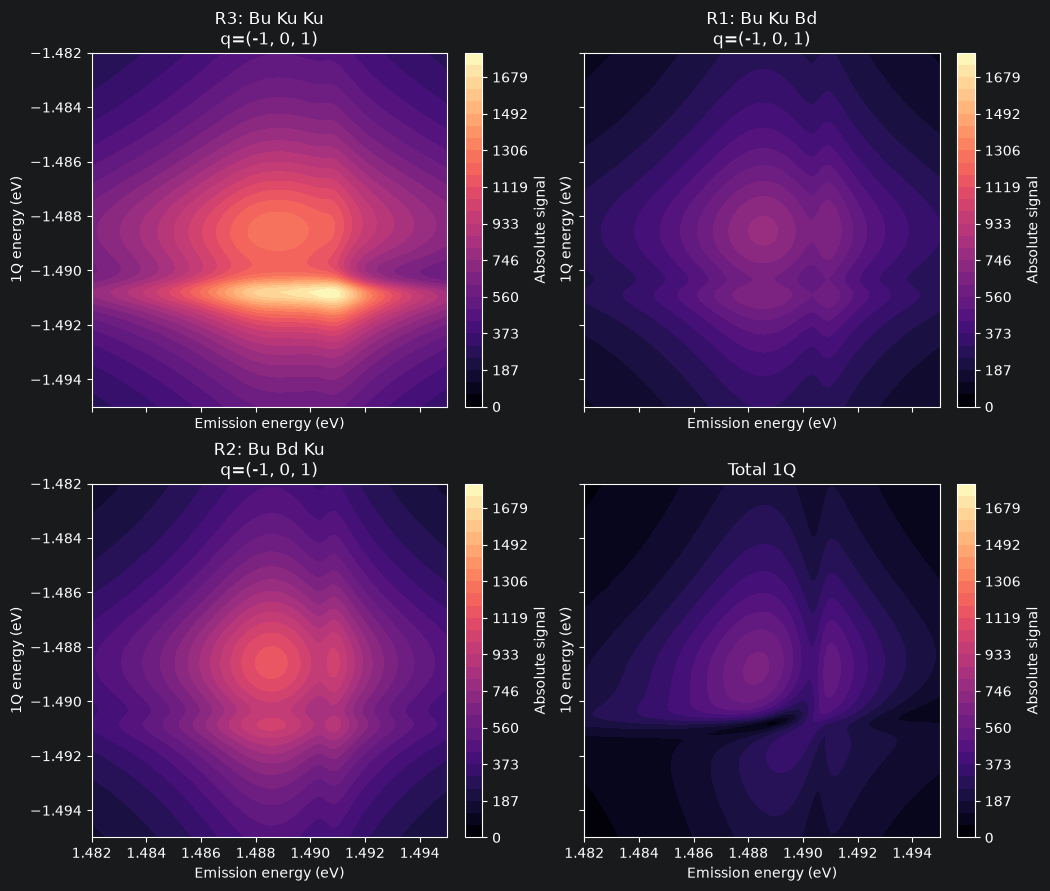 R3: Bu Ku Ku
q=(-1, 0, 1)
R1: Bu Ku Bd
q=(-1, 0, 1)
−1.482
−1.484
−1.486
−1.488
−1.490
−1.492
−1.494
1Q energy (eV)
Emission energy (eV)
1679
1492
1306
1119
933
746
560
373
187
0
Absolute signal
1Q energy (eV)
Emission energy (eV)
1679
1492
1306
1119
933
746
560
373
187
0
Absolute signal
R2: Bu Bd Ku
q=(-1, 0, 1)
Total 1Q
−1.482
−1.484
−1.486
−1.488
−1.490
−1.492
−1.494
1Q energy (eV)
1.482 1.484 1.486 1.488 1.490 1.492 1.494
Emission energy (eV)
1679
1492
1306
1119
933
746
560
373
187
0
Absolute signal
1Q energy (eV)
1.482 1.484 1.486 1.488 1.490 1.492 1.494
Emission energy (eV)
1679
1492
1306
1119
933
746
560
373
187
0
Absolute signal